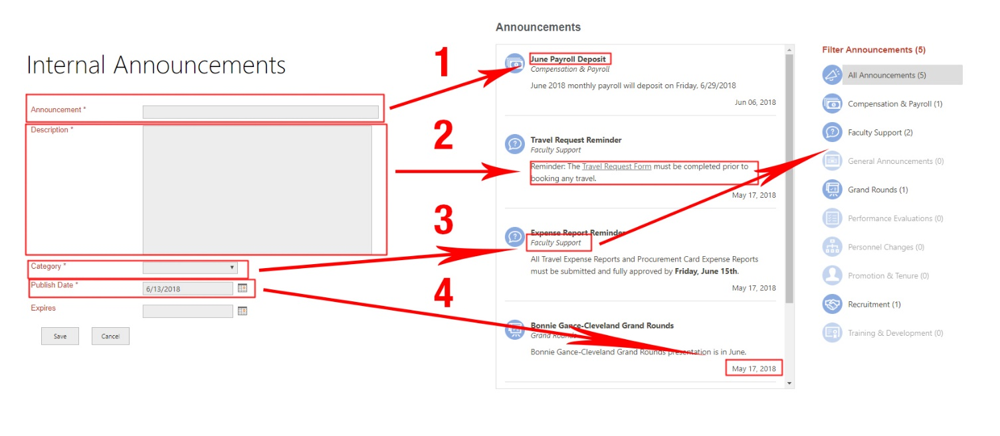 Internal Announcements
Announcement *
Description *
Category *
Publish Date *
6/13/2018
Expires
Save
Cancel
1
2
3
4
Announcements
June Payroll Deposit
Compensation & Payroll
June 2018 monthly payroll will deposit on Friday, 6/29/2018
Jun 06, 2018
Travel Request Reminder
Faculty Support
Reminder: The Travel Request Form must be completed prior to
booking any travel.
May 17, 2018
Expense Report Reminder
Faculty Support
All Travel Expense Reports and Procurement Card Expense Reports
must be submitted and fully approved by Friday, June 15th.
May 17, 2018
Bonnie Gance-Cleveland Grand Rounds
Grand Rounds
Bonnie Gance-Cleveland Grand Rounds presentation is in June.
May 17, 2018
Filter Announcements (5)
All Announcements (5)
Compensation & Payroll (1)
Faculty Support (2)
General Announcements (0)
Grand Rounds (1)
Performance Evaluations (0)
Personnel Changes (0)
Promotion & Tenure (0)
Recruitment (1)
Training & Development (0)